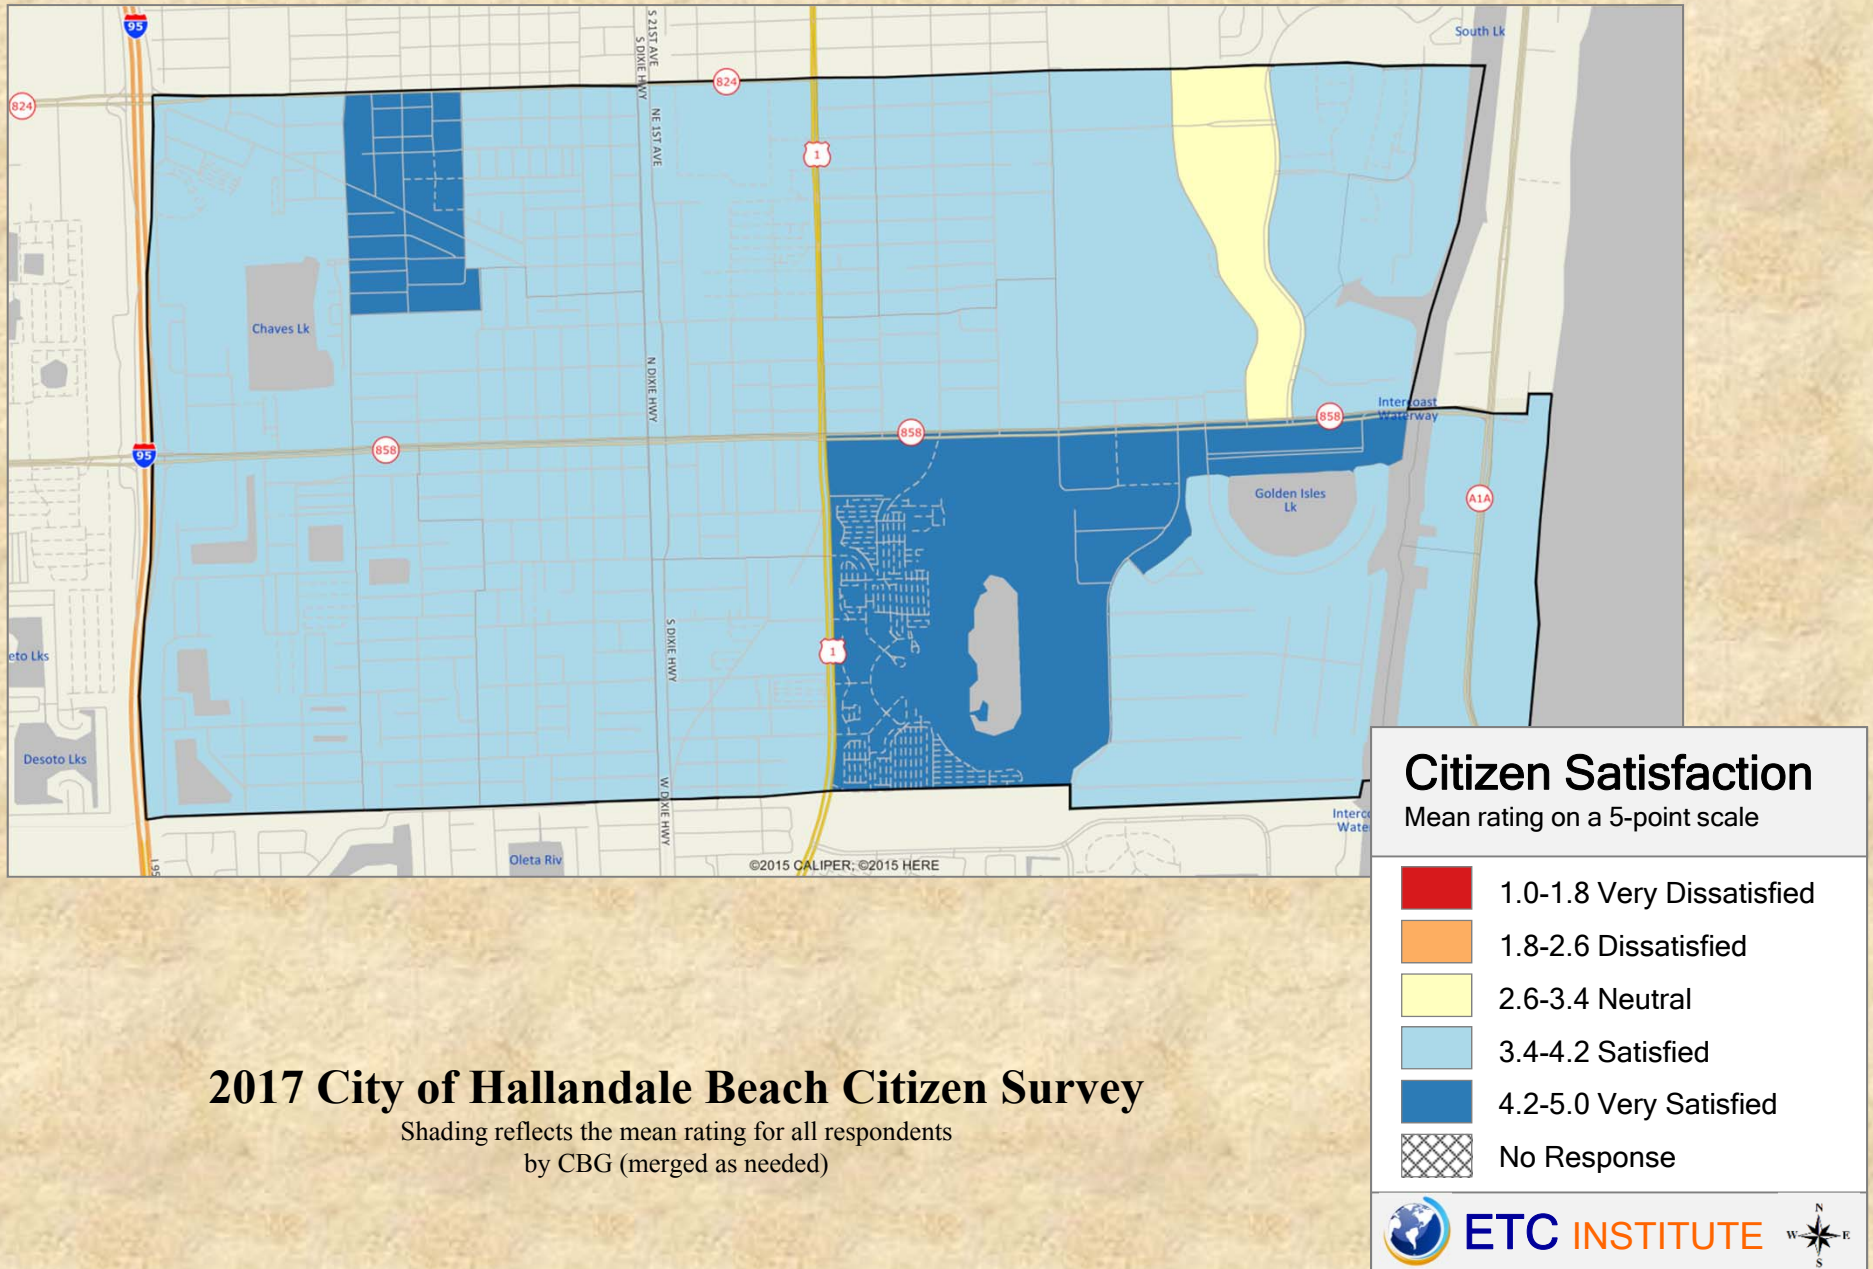 95
S 21ST AVE
S DIXIE HWY
South Lk
824
824
NE 1ST AVE
1
Chaves Lk
N DIXIE HWY
Intercoast
Waterway
858
858
858
95
Golden Isles
Lk
A1A
S DIXIE HWY
1
eto Lks
Desoto Lks
W DIXIE HWY
Interco
Wate
Oleta Riv
I 95
©2015 CALIPER; ©2015 HERE
Citizen Satisfaction
Mean rating on a 5-point scale
1.0-1.8 Very Dissatisfied
1.8-2.6 Dissatisfied
2.6-3.4 Neutral
3.4-4.2 Satisfied
4.2-5.0 Very Satisfied
No Response
2017 City of Hallandale Beach Citizen Survey
Shading reflects the mean rating for all respondents
by CBG (merged as needed)
ETC INSTITUTE
N
W E
S